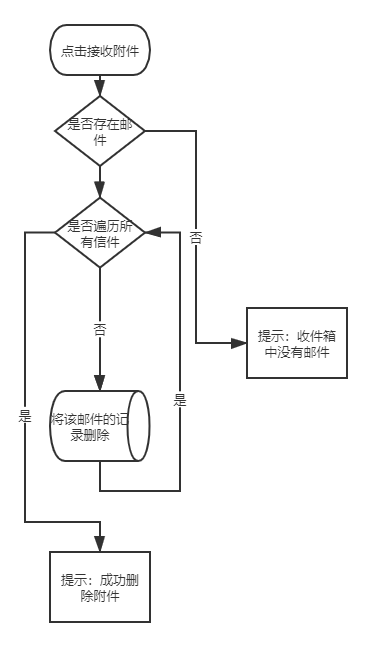 点击接收附件
是否存在邮
件
是否遍历所
有信件
否
否
提示：收件箱
中没有邮件
将该邮件的记
录删除
是
是
提示：成功删
除附件